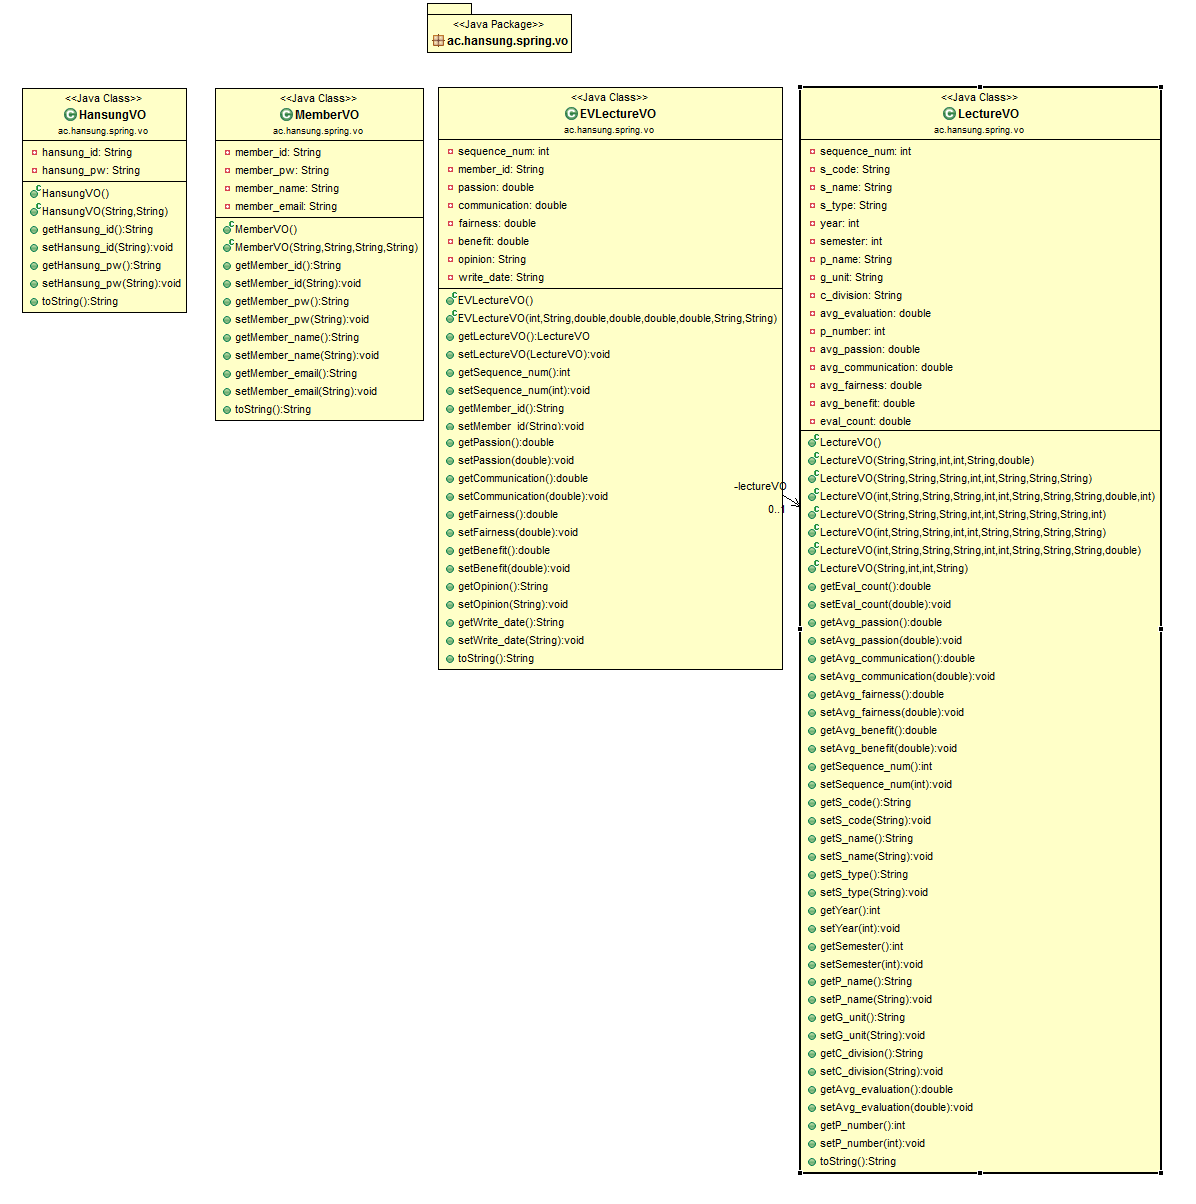 <<Java Package>>
ac.hansung.spring.vo
<<Java Class>>
HansungVO
ac.hansung.spring.vo
hansung_id: String
hansung_pw: String
HansungVO()
HansungVO(String,String)
getHansung_id():String
setHansung_id(String):void
getHansung_pw():String
setHansung_pw(String):void
toString():String
<<Java Class>>
MemberVO
ac.hansung.spring.vo
member_id: String
member_pw: String
member_name: String
member_email: String
MemberVO()
MemberVO(String,String,String,String)
getMember_id():String
setMember_id(String):void
getMember_pw():String
setMember_pw(String):void
getMember_name():String
setMember_name(String):void
getMember_email():String
setMember_email(String):void
toString():String
<<Java Class>>
EVLectureVO
ac.hansung.spring.vo
sequence_num: int
member_id: String
passion: double
communication: double
fairness: double
benefit: double
opinion: String
write_date: String
EVLectureVO()
EVLectureVO(int,String,double,double,double,double,String,String)
getLectureVO():LectureVO
setLectureVO(LectureVO):void
getSequence_num():int
setSequence_num(int):void
getMember_id():String
setMember_id(String):void
getPassion():double
setPassion(double):void
getCommunication():double
setCommunication(double):void
getFairness():double
setFairness(double):void
getBenefit():double
setBenefit(double):void
getOpinion():String
setOpinion(String):void
getWrite_date():String
setWrite_date(String):void
toString():String
-lectureVO
0..1
<<Java Class>>
LectureVO
ac.hansung.spring.vo
sequence_num: int
s_code: String
s_name: String
s_type: String
year: int
semester: int
p_name: String
g_unit: String
c_division: String
avg_evaluation: double
p_number: int
avg_passion: double
avg_communication: double
avg_fairness: double
avg_benefit: double
eval_count: double
LectureVO()
LectureVO(String,String,int,int,String,double)
LectureVO(String,String,String,int,int,String,String,String)
LectureVO(int,String,String,String,int,int,String,String,String,double,int)
LectureVO(String,String,String,int,int,String,String,String,int)
LectureVO(int,String,String,int,int,String,String,String,String)
LectureVO(int,String,String,String,int,int,String,String,String,double)
LectureVO(String,int,int,String)
getEval_count():double
setEval_count(double):void
getAvg_passion():double
setAvg_passion(double):void
getAvg_communication():double
setAvg_communication(double):void
getAvg_fairness():double
setAvg_fairness(double):void
getAvg_benefit():double
setAvg_benefit(double):void
getSequence_num():int
setSequence_num(int):void
getS_code():String
setS_code(String):void
getS_name():String
setS_name(String):void
getS_type():String
setS_type(String):void
getYear():int
setYear(int):void
getSemester():int
setSemester(int):void
getP_name():String
setP_name(String):void
getG_unit():String
setG_unit(String):void
getC_division():String
setC_division(String):void
getAvg_evaluation():double
setAvg_evaluation(double):void
getP_number():int
setP_number(int):void
toString():String